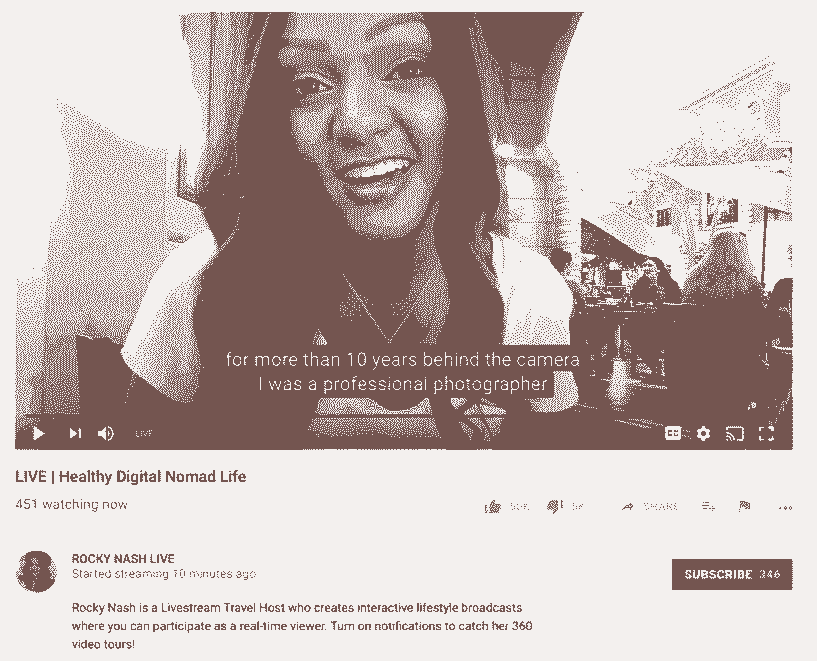 for more than 10 years behind the camera
I was a professional photographer
LIVE
LIVE | Healthy Digital Nomad Life
451 watching now
50K
5K
SHARE
ROCKY NASH LIVE
Started streaming 10 minutes ago
SUBSCRIBE 346
Rocky Nash is a Livestream Travel Host who creates interactive lifestyle broadcasts
where you can participate as a real-time viewer. Turn on notifications to catch her 360
video tours!